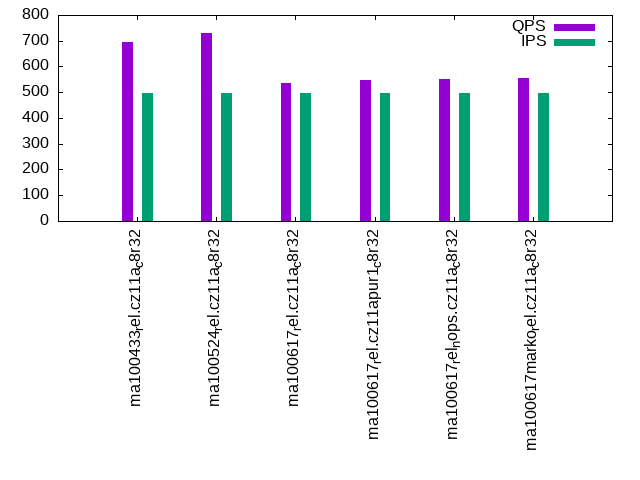 800
700
600
500
400
300
200
100
0
QPS
IPS
ma100433rel.cz11ac8r32
ma100524rel.cz11ac8r32
ma100617rel.cz11ac8r32
ma100617rel.cz11apur1c8r32
ma100617relnops.cz11ac8r32
ma100617markorel.cz11ac8r32